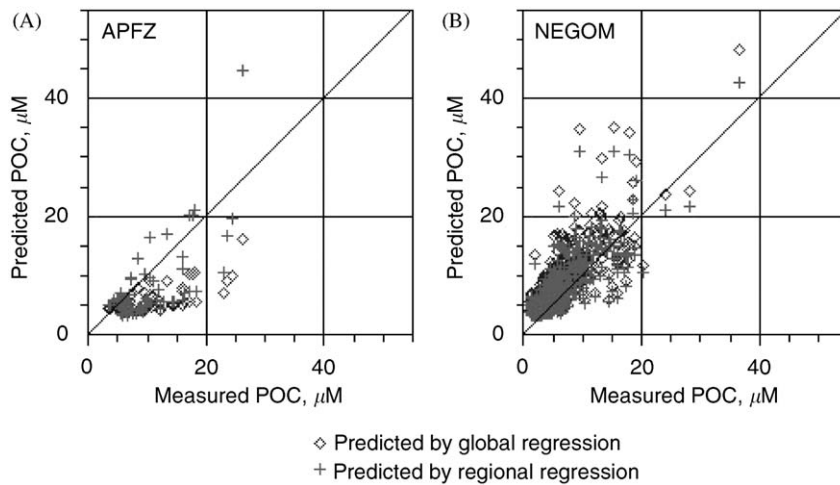 (A)
APFZ
Predicted POC, μM
40
20
0
0
20
40
Measured POC, μM
(B)
NEGOM
Predicted POC, μM
40
20
0
0
20
40
Measured POC, μM
◇ Predicted by global regression
+ Predicted by regional regression